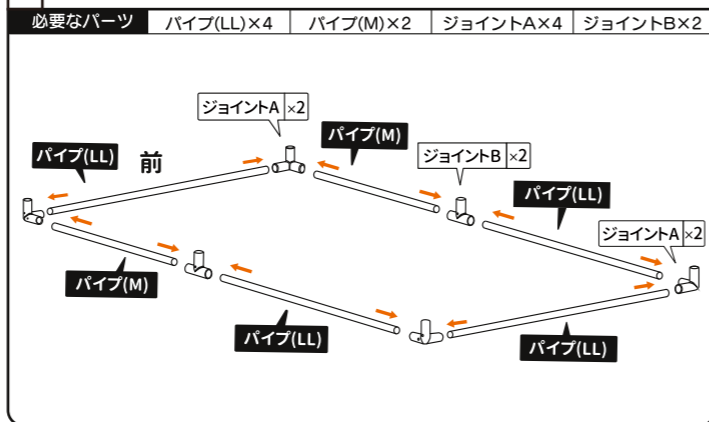 必要なパーツ パイプ(LL)×4 パイプ(M)×2 ジョイントA×4 ジョイントB×2
ジョイントA ×2
パイプ(M)
パイプ(LL)
前
ジョイントB ×2
パイプ(LL)
ジョイントA ×2
パイプ(M)
パイプ(LL)
パイプ(LL)